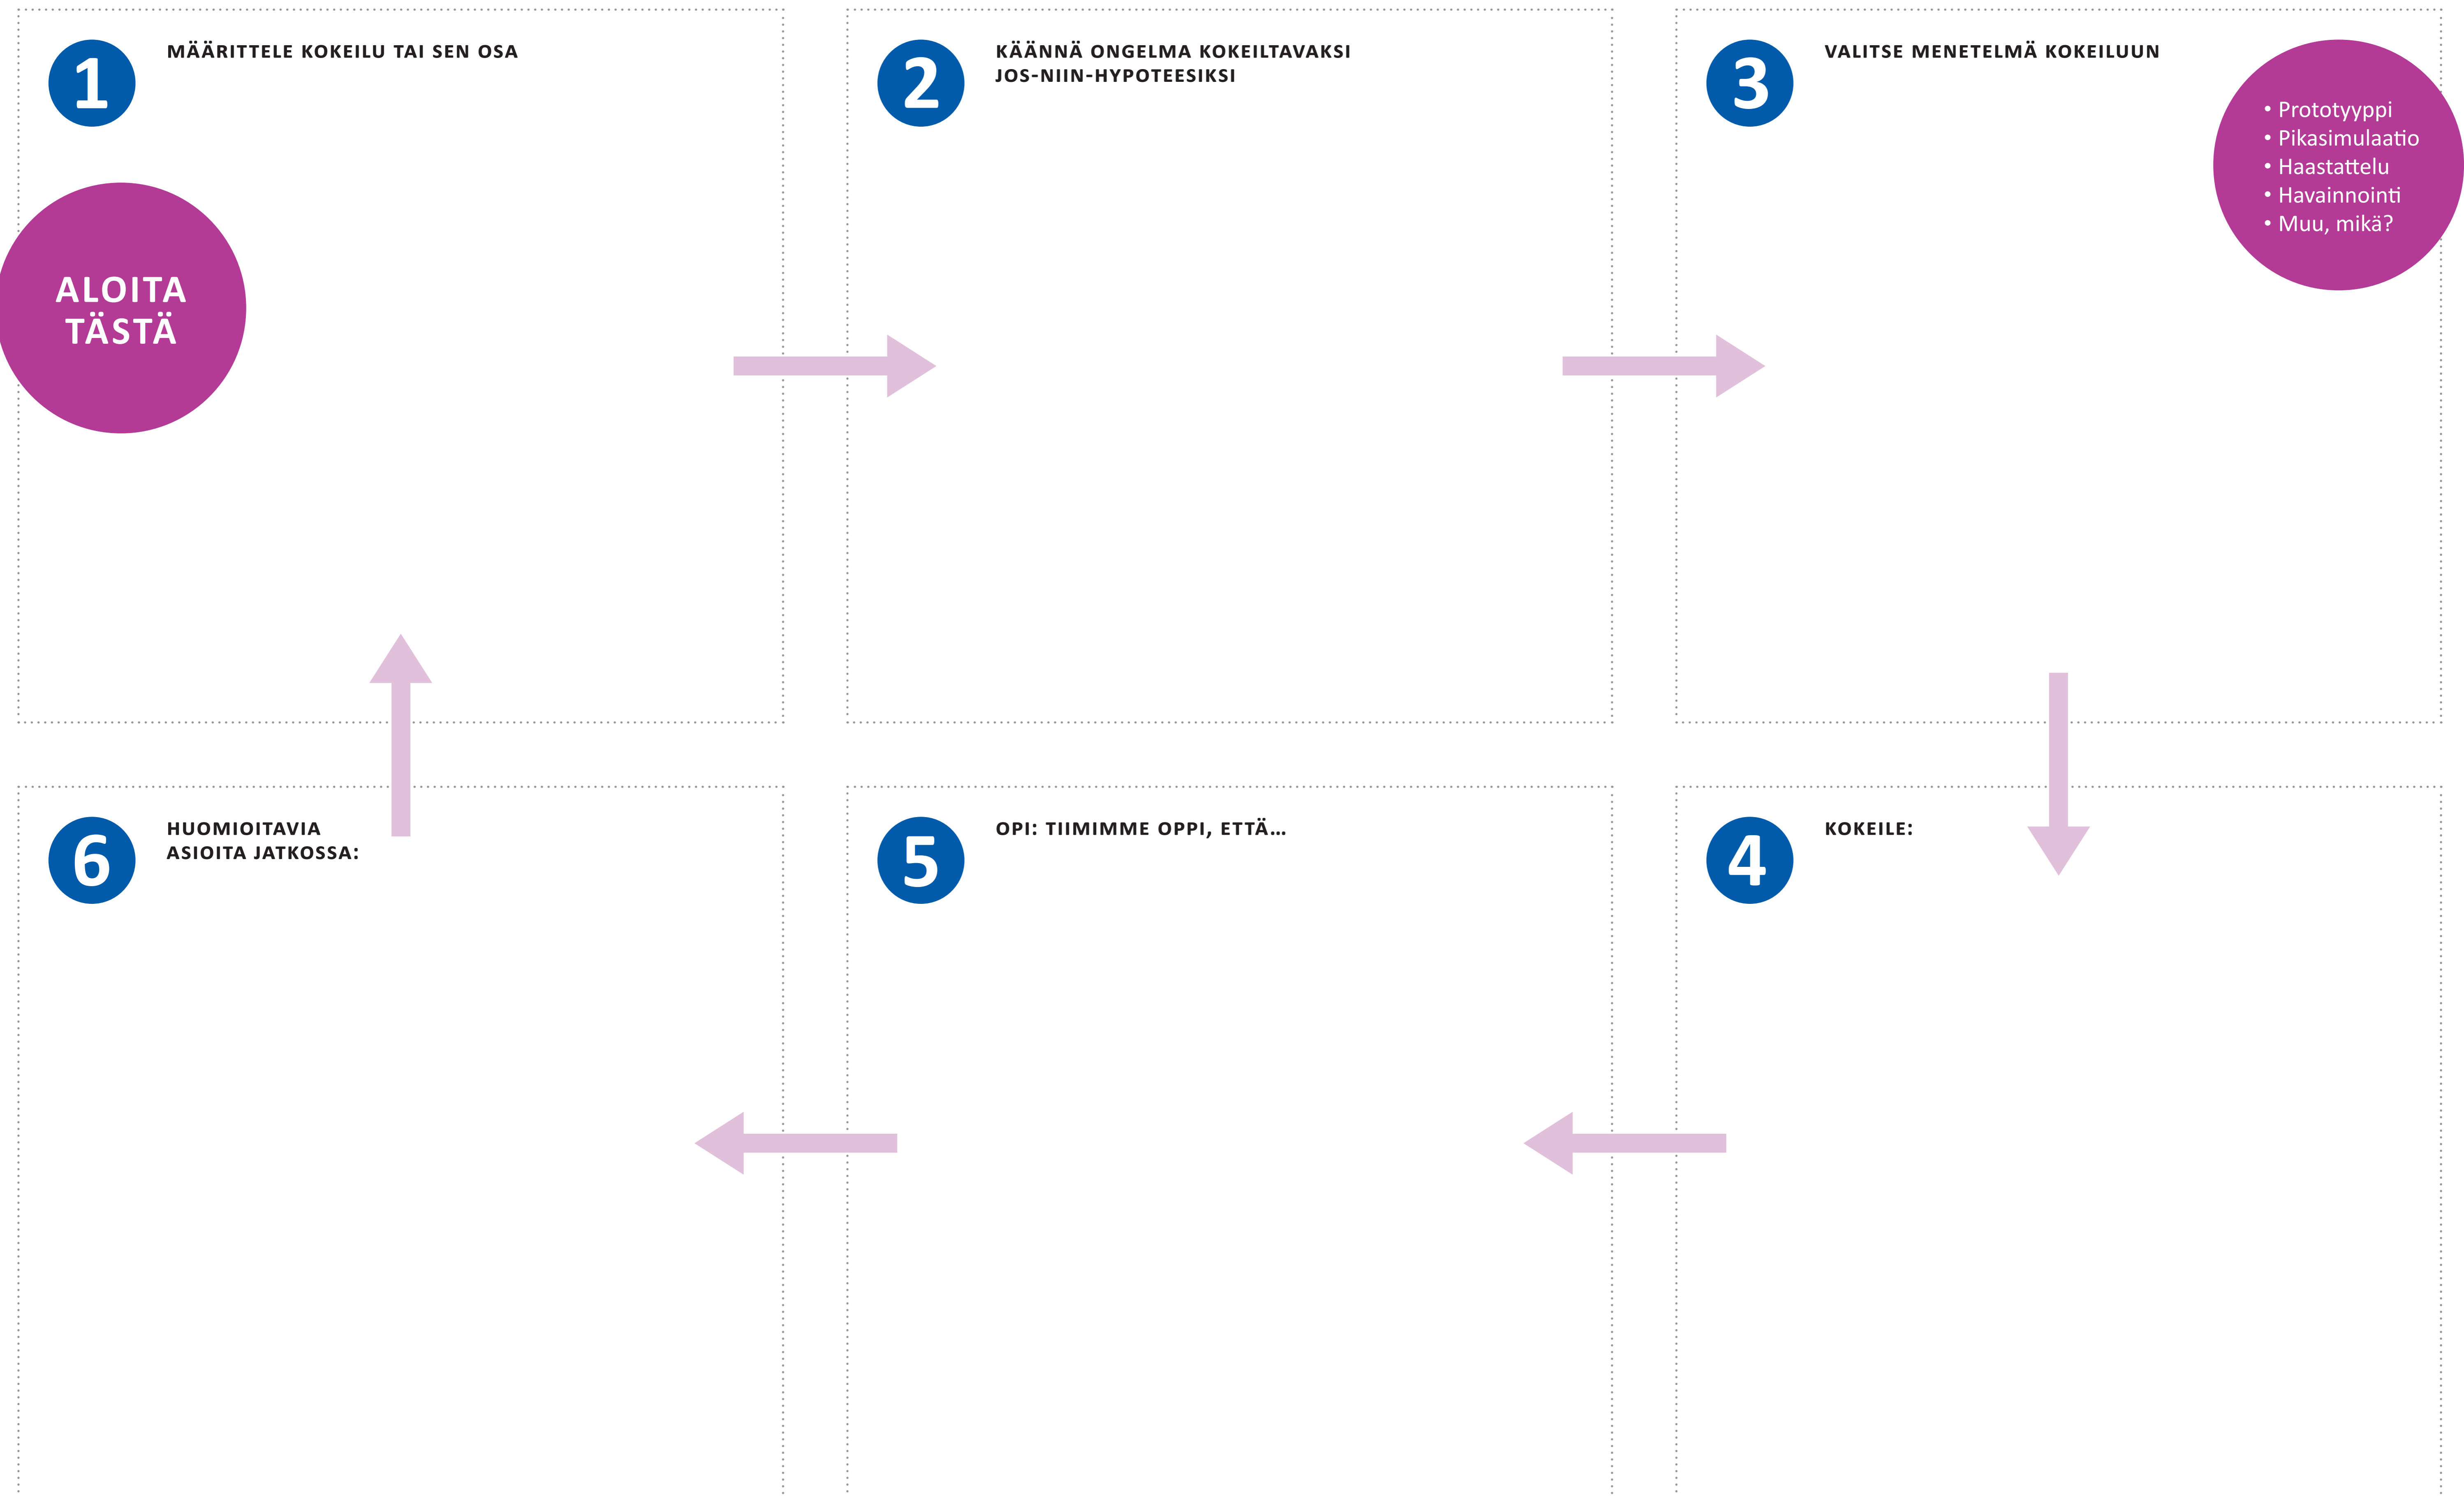 1
MÄÄRITTELE KOKEILU TAI SEN OSA
ALOITA
TÄSTÄ
2
KÄÄNNÄ ONGELMA KOKEILTAVAKSI
JOS-NIIN-HYPOTEESIKSI
3
VALITSE MENETELMÄ KOKEILUUN
• Prototyyppi
• Pikasimulaatio
• Haastattelu
• Havainnointi
• Muu, mikä?
4
KOKEILE:
5
OPI: TIIMIMME OPPI, ETTÄ…
6
HUOMIOITAVIA
ASIOITA JATKOSSA: